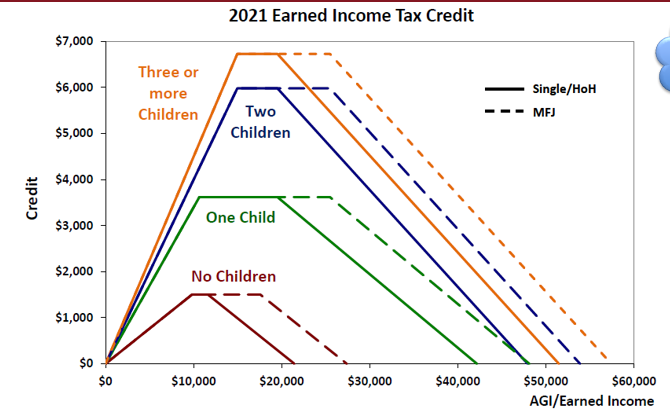 2021 Earned Income Tax Credit
$7,000
$6,000
$5,000
$4,000
$3,000
$2,000
$1,000
$0
Credit
Three or
more
Children
Two
Children
One Child
No Children
Single/HoH
MFJ
$0
$10,000
$20,000
$30,000
$40,000
$50,000
$60,000
AGI/Earned Income